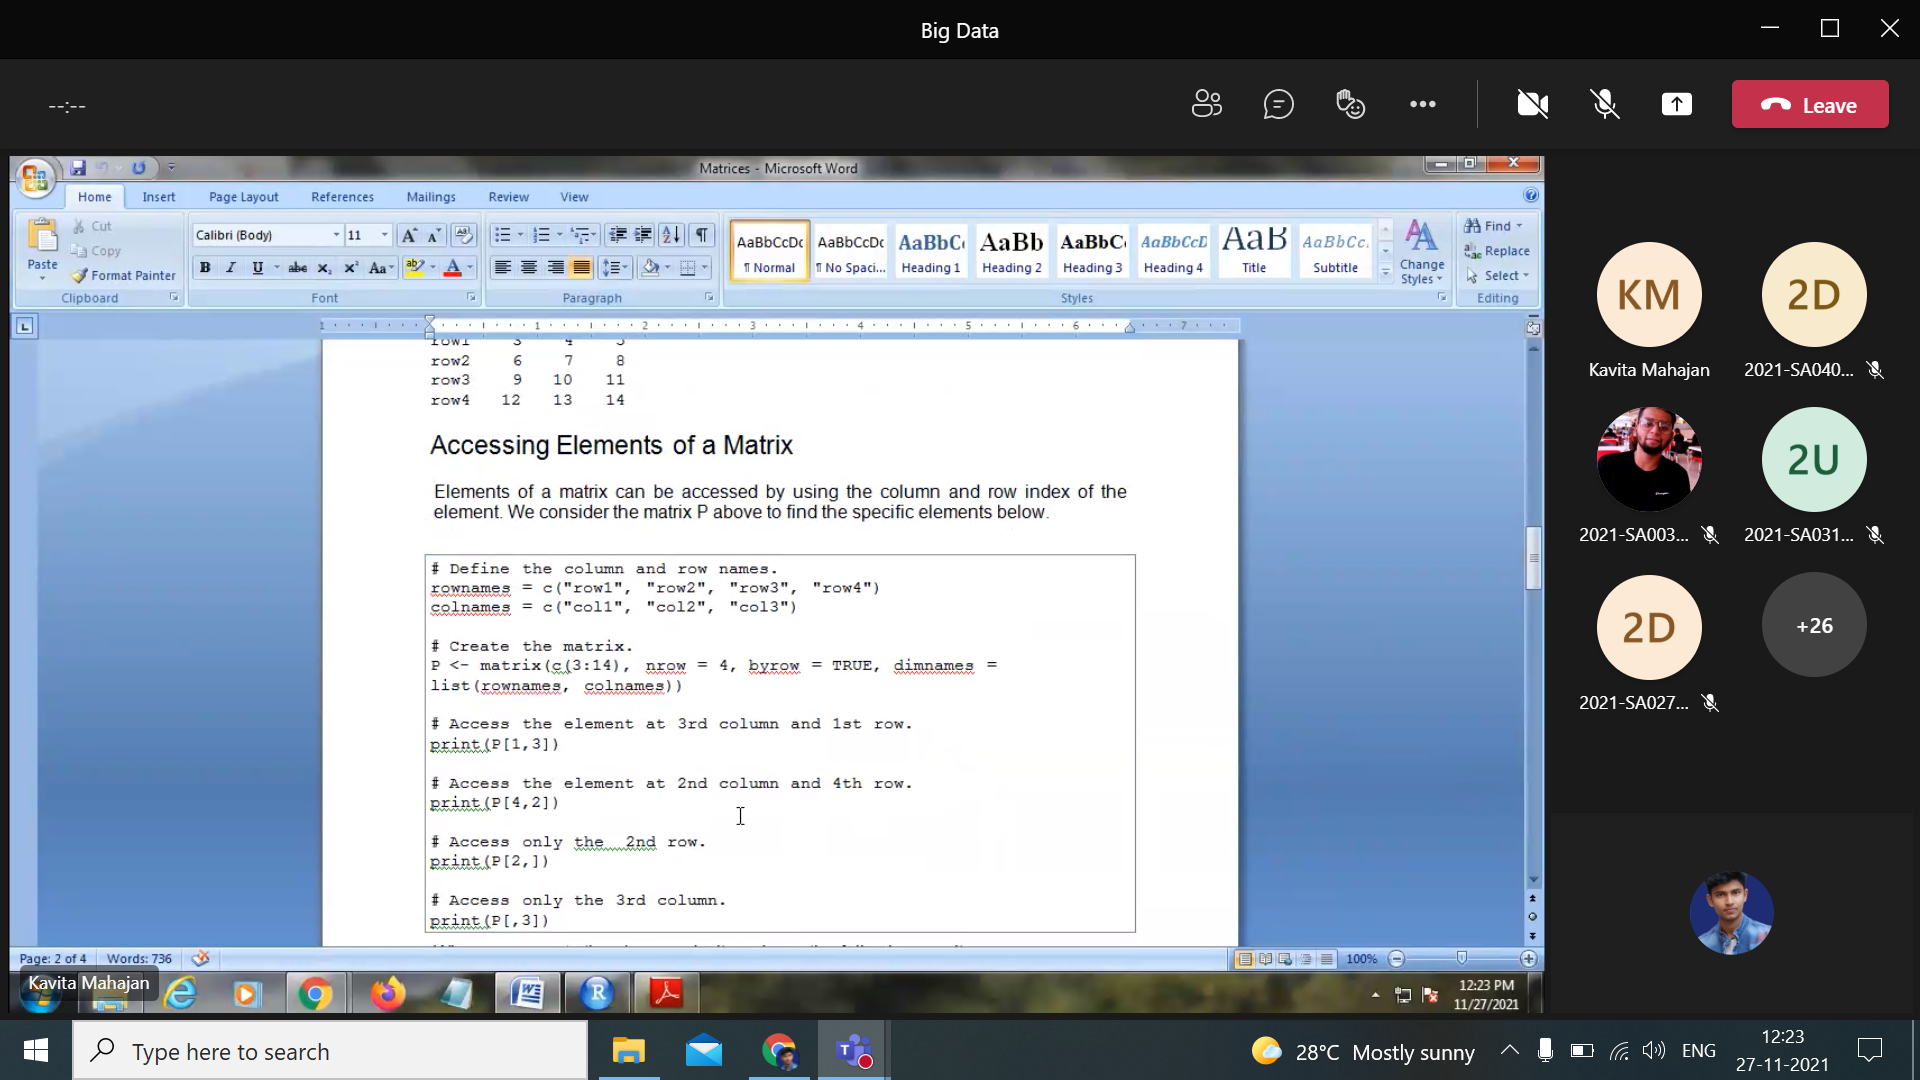 Big Data
--:--
Leave
Matrices - Microsoft Word
Home Insert Page Layout References Mailings Review View
Paste
Cut
Copy
Format Painter
Clipboard
Calibri (Body) 11
Font
Paragraph
AaBbCcDc AaBbCcDc AaBbC AaBb AaBbC AaBbCcD AaB AaBbCc.
¶ Normal ¶ No Spaci... Heading 1 Heading 2 Heading 3 Heading 4 Title Subtitle
Change Styles
Styles
Find
Replace
Select
Editing
1 1 2 3 4 5 6 7
row1 3 4 5
row2 6 7 8
row3 9 10 11
row4 12 13 14
Accessing Elements of a Matrix
Elements of a matrix can be accessed by using the column and row index of the
element. We consider the matrix P above to find the specific elements below.
# Define the column and row names.
rownames = c("row1", "row2", "row3", "row4")
colnames = c("col1", "col2", "col3")
# Create the matrix.
P <- matrix(c(3:14), nrow = 4, byrow = TRUE, dimnames =
list(rownames, colnames))
# Access the element at 3rd column and 1st row.
print(P[1,3])
# Access the element at 2nd column and 4th row.
print(P[4,2])
# Access only the  2nd row.
print(P[2,])
# Access only the 3rd column.
print(P[,3])
Page: 2 of 4 Words: 736
100%
Kavita Mahajan
12:23 PM
11/27/2021
KM
Kavita Mahajan
2D
2021-SA040...
2021-SA003...
2U
2021-SA031...
2D
2021-SA027...
+26
Type here to search
28°C Mostly sunny
ENG
12:23
27-11-2021